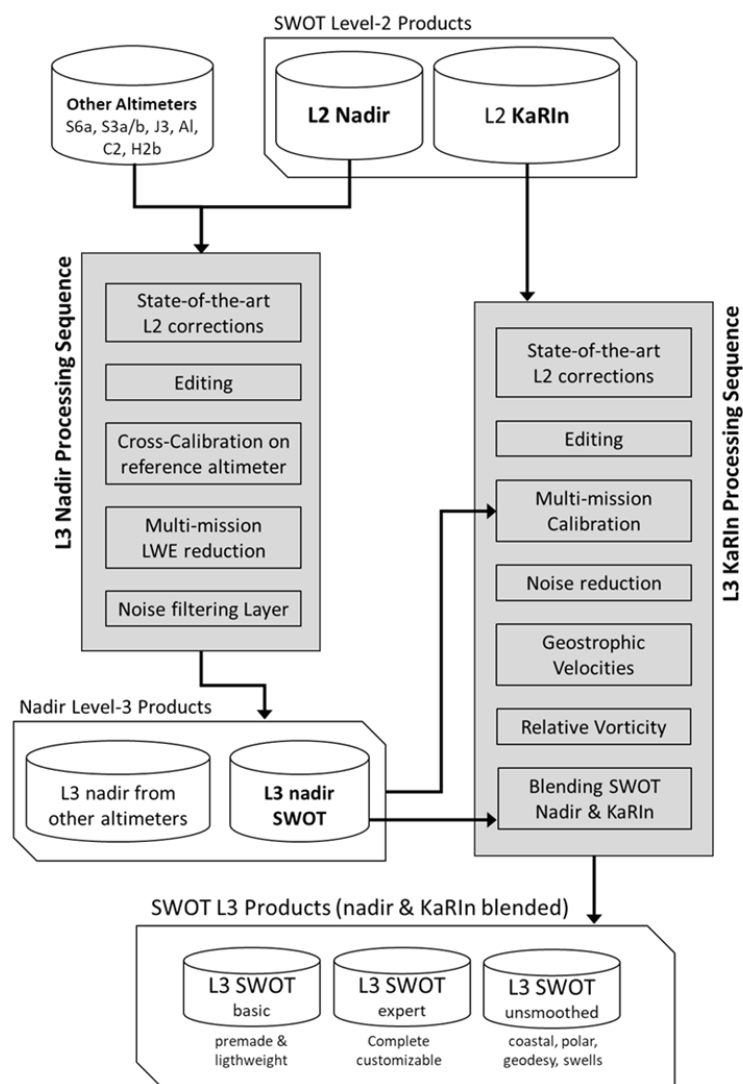 SWOT Level-2 Products
Other Altimeters
S6a, S3a/b, J3, Al,
C2, H2b
L2 Nadir
L2 KaRIn
L3 Nadir Processing Sequence
State-of-the-art
L2 corrections
Editing
Cross-Calibration on
reference altimeter
Multi-mission
LWE reduction
Noise filtering Layer
L3 KaRIn Processing Sequence
State-of-the-art
L2 corrections
Editing
Multi-mission
Calibration
Noise reduction
Geostrophic
Velocities
Relative Vorticity
Blending SWOT
Nadir & KaRIn
Nadir Level-3 Products
L3 nadir from
other altimeters
L3 nadir
SWOT
SWOT L3 Products (nadir & KaRIn blended)
L3 SWOT
basic
premade &
ligthweight
L3 SWOT
expert
Complete
customizable
L3 SWOT
unsmoothed
coastal, polar,
geodesy, swells